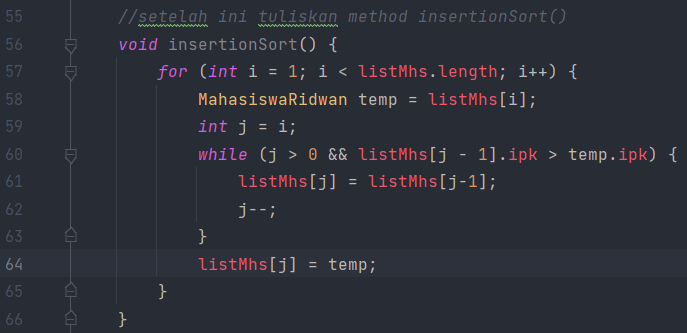 55 //setelah ini tuliskan method insertionSort()
56 void insertionSort() {
57 for (int i = 1; i < listMhs.length; i++) {
58 MahasiswaRidwan temp = listMhs[i];
59 int j = i;
60 while (j > 0 && listMhs[j - 1].ipk > temp.ipk) {
61 listMhs[j] = listMhs[j-1];
62 j--;
63 }
64 listMhs[j] = temp;
65 }
66 }